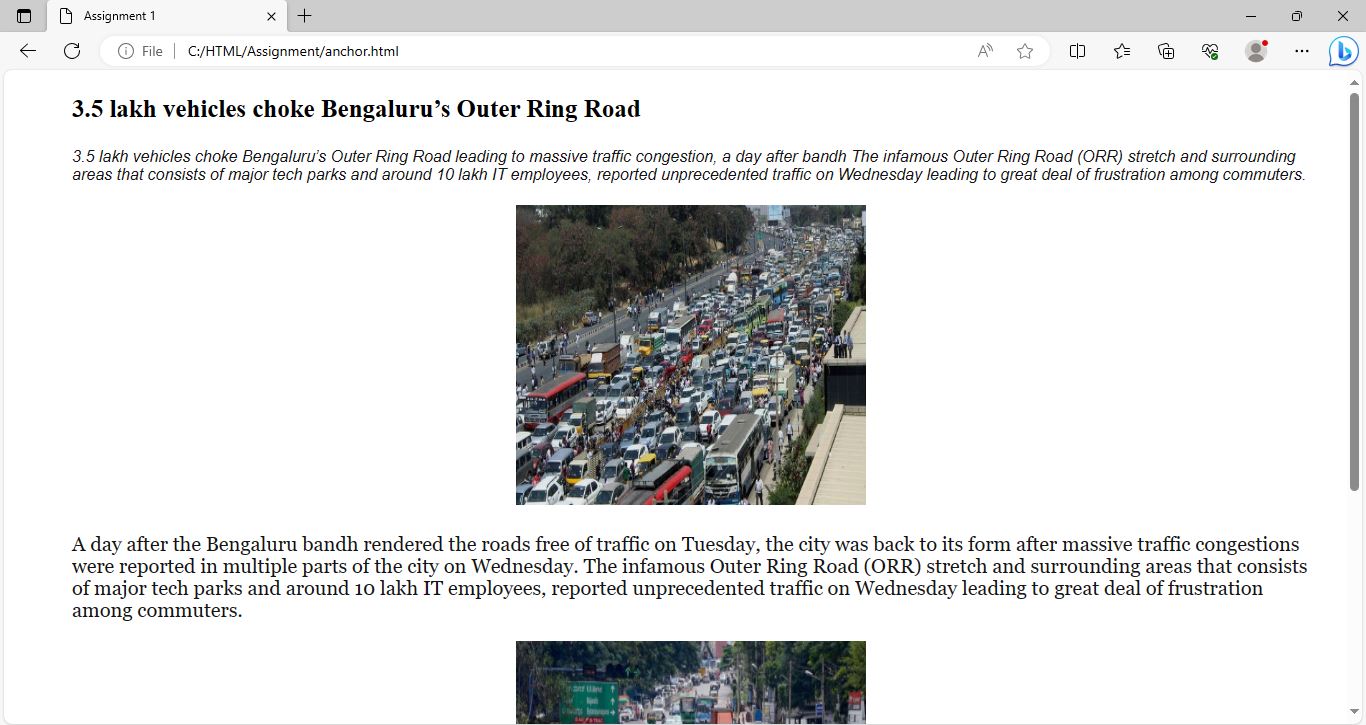 Assignment 1
File
C:/HTML/Assignment/anchor.html
3.5 lakh vehicles choke Bengaluru’s Outer Ring Road
3.5 lakh vehicles choke Bengaluru’s Outer Ring Road leading to massive traffic congestion, a day after bandh The infamous Outer Ring Road (ORR) stretch and surrounding
areas that consists of major tech parks and around 10 lakh IT employees, reported unprecedented traffic on Wednesday leading to great deal of frustration among commuters.
A day after the Bengaluru bandh rendered the roads free of traffic on Tuesday, the city was back to its form after massive traffic congestions
were reported in multiple parts of the city on Wednesday. The infamous Outer Ring Road (ORR) stretch and surrounding areas that consists
of major tech parks and around 10 lakh IT employees, reported unprecedented traffic on Wednesday leading to great deal of frustration
among commuters.